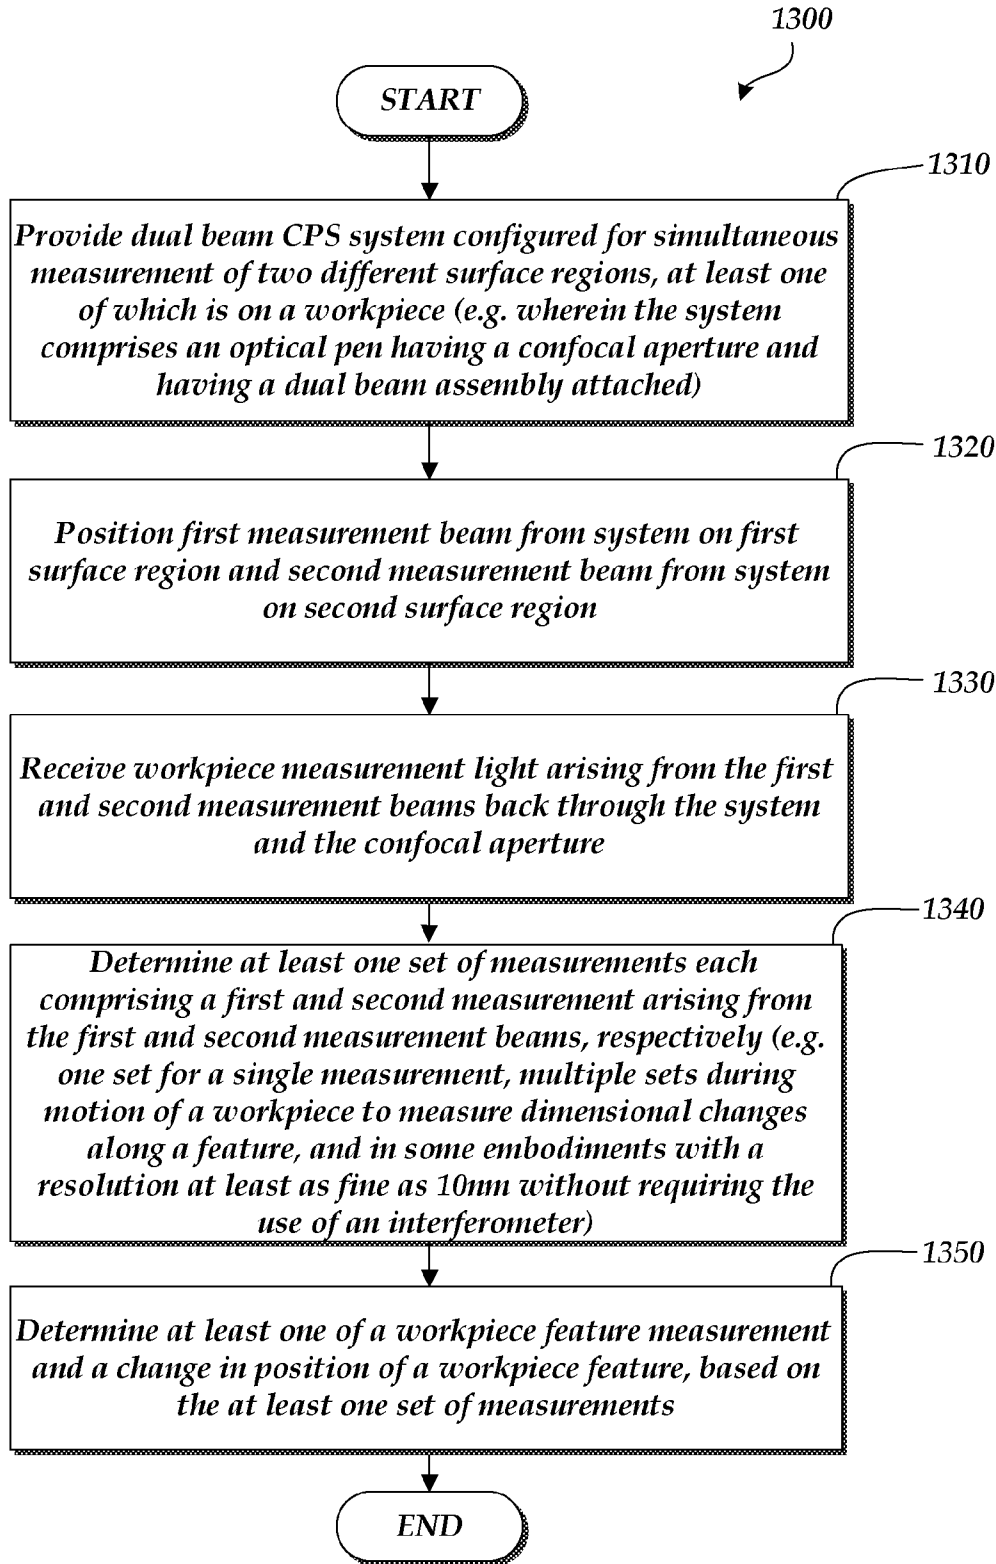 1300
START
1310
Provide dual beam CPS system configured for simultaneous
measurement of two different surface regions, at least one
of which is on a workpiece (e.g. wherein the system
comprises an optical pen having a confocal aperture and
having a dual beam assembly attached)
1320
Position first measurement beam from system on first
surface region and second measurement beam from system
on second surface region
1330
Receive workpiece measurement light arising from the first
and second measurement beams back through the system
and the confocal aperture
1340
Determine at least one set of measurements each
comprising a first and second measurement arising from
the first and second measurement beams, respectively (e.g.
one set for a single measurement, multiple sets during
motion of a workpiece to measure dimensional changes
along a feature, and in some embodiments with a
resolution at least as fine as 10nm without requiring the
use of an interferometer)
1350
Determine at least one of a workpiece feature measurement
and a change in position of a workpiece feature, based on
the at least one set of measurements
END